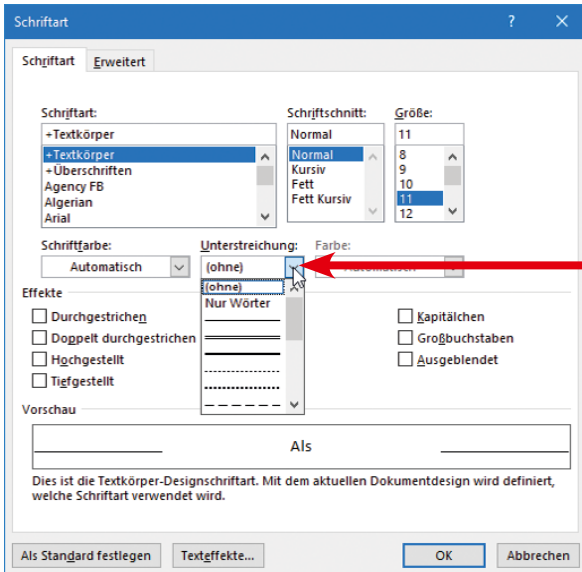 Schriftart ?
Schriftart Erweitert
Schriftart: Schriftschnitt: Größe:
+Textkörper Normal 11
+Textkörper Normal 8
+Überschriften Kursiv 9
Agency FB Fett 10
Algerian Fett Kursiv 11
Arial 12
Schriftfarbe: Unterstreichung: Farbe:
Automatisch (ohne) Automatisch
(ohne)
Effekte
Nur Wörter
Durchgestrichen Kapitälchen
Doppelt durchgestrichen Großbuchstaben
Hochgestellt Ausgeblendet
Tiefgestellt
Vorschau
Als
Dies ist die Textkörper-Designschriftart. Mit dem aktuellen Dokumentdesign wird definiert,
welche Schriftart verwendet wird.
Als Standard festlegen Texteffekte... OK Abbrechen